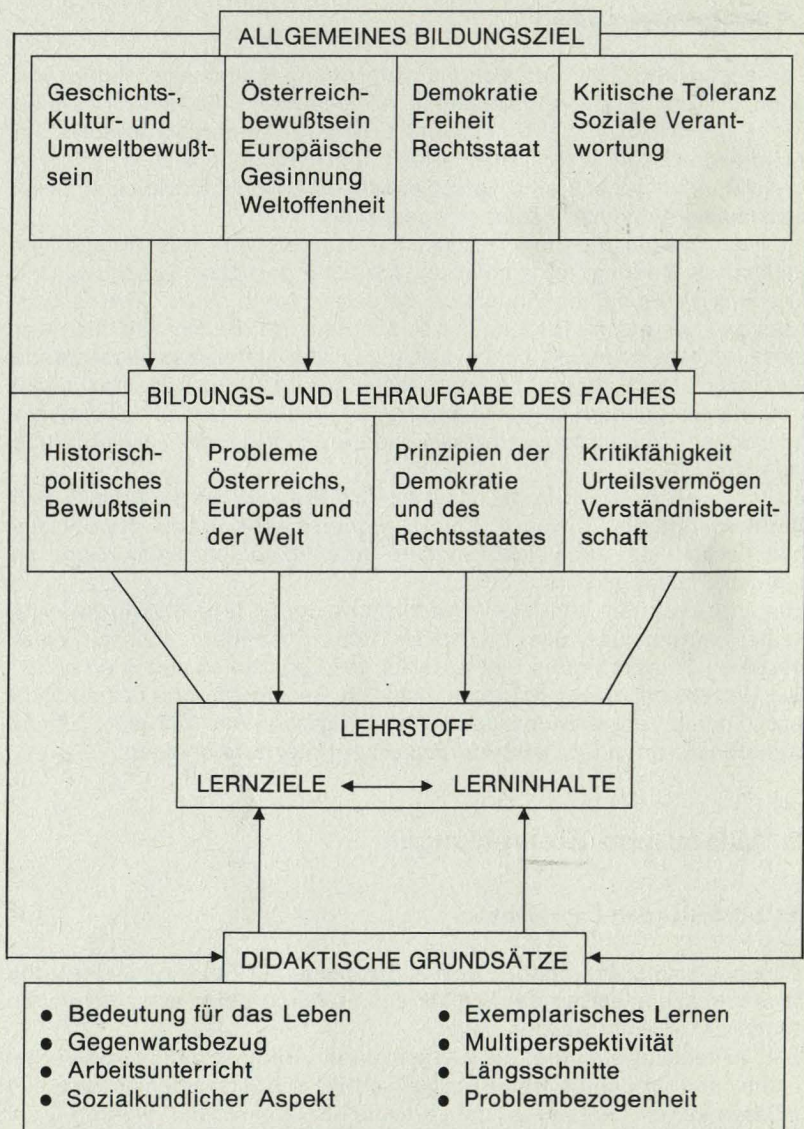 ALLGEMEINES BILDUNGSZIEL
Geschichts-,
Kultur- und
Umweltbewußt-
sein
Österreich-
bewußtsein
Europäische
Gesinnung
Weltoffenheit
Demokratie
Freiheit
Rechtsstaat
Kritische Toleranz
Soziale Verant-
wortung
BILDUNGS- UND LEHRAUFGABE DES FACHES
Historisch-
politisches
Bewußtsein
Probleme
Österreichs,
Europas und
der Welt
Prinzipien der
Demokratie
und des
Rechtsstaates
Kritikfähigkeit
Urteilsvermögen
Verständnisbereit-
schaft
LEHRSTOFF
LERNZIELE ↔ LERNINHALTE
DIDAKTISCHE GRUNDSÄTZE
● Bedeutung für das Leben
● Gegenwartsbezug
● Arbeitsunterricht
● Sozialkundlicher Aspekt
● Exemplarisches Lernen
● Multiperspektivität
● Längsschnitte
● Problembezogenheit